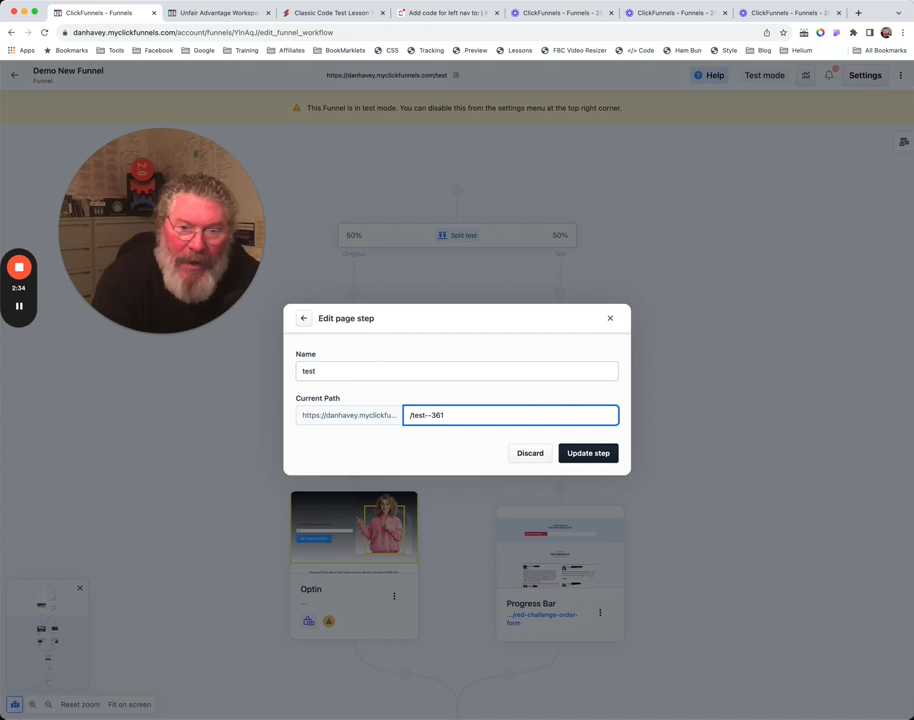 ClickFunnels - Funnels
Unfair Advantage Workspa
Classic Code Test Lesson
Add code for left nav to: | #
ClickFunnels - Funnels - 2
ClickFunnels - Funnels - 2
ClickFunnels - Funnels - 2
danhavey.myclickfunnels.com/account/funnels/YlnAqJ/edit_funnel_workflow
Apps
Bookmarks
Tools
Facebook
Google
Training
Affiliates
BookMarklets
CSS
Tracking
Preview
Lessons
FBC Video Resizer
</> Code
Ham Bun
Style
Blog
Helium
All Bookmarks
Demo New Funnel
Funnel
https://danhavey.myclickfunnels.com/test
Help
Test mode
Settings
This Funnel is in test mode. You can disable this from the settings menu at the top right corner.
50%
Split test
50%
Original
Test
2:34
Edit page step
Name
test
Current Path
https://danhavey.myclickfu...
/test--361
Discard
Update step
Optin
Progress Bar
.../red-challenge-order-
form
Reset zoom
Fit on screen